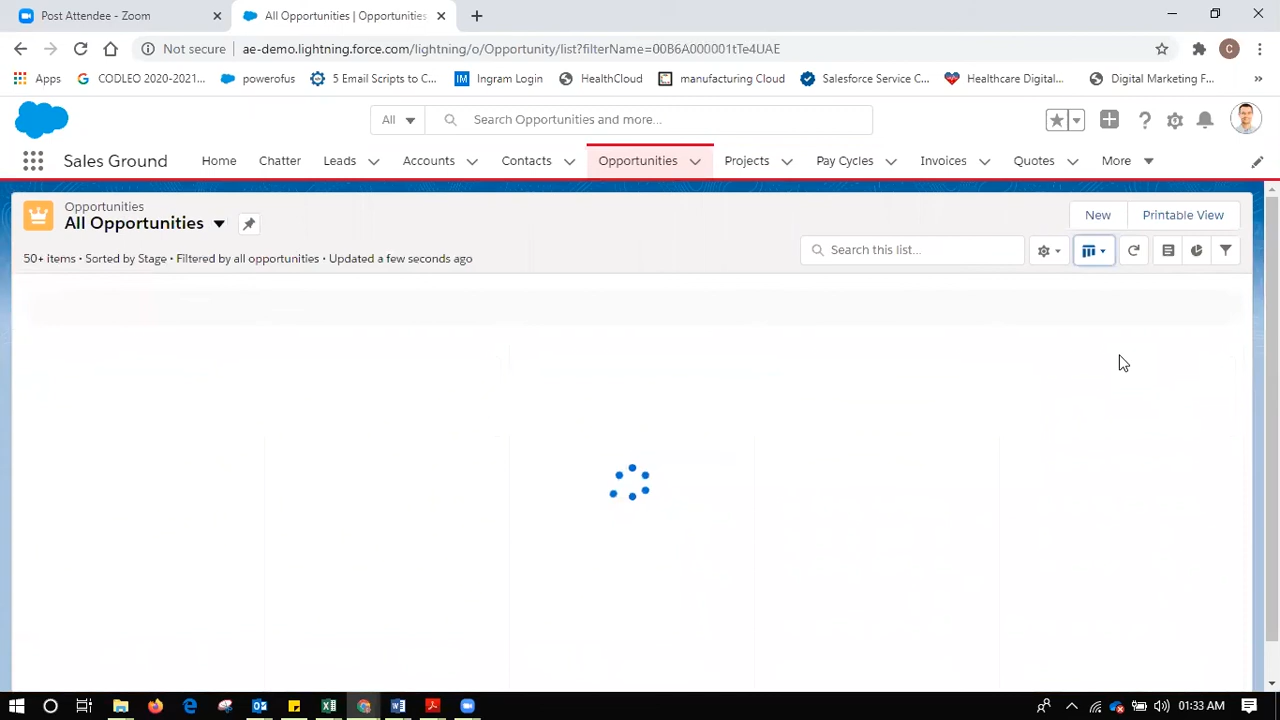 Post Attendee - Zoom
All Opportunities | Opportunities
Not secure
ae-demo.lightning.force.com/lightning/o/Opportunity/list?filterName=00B6A000001tTe4UAE
C
Apps
CODLEO 2020-2021...
powerofus
5 Email Scripts to C...
IM
Ingram Login
HealthCloud
manufacturing Cloud
Salesforce Service C...
Healthcare Digital...
Digital Marketing F...
»
All
Search Opportunities and more...
Sales Ground
Home
Chatter
Leads
Accounts
Contacts
Opportunities
Projects
Pay Cycles
Invoices
Quotes
More
Opportunities
All Opportunities
New
Printable View
50+ items • Sorted by Stage • Filtered by all opportunities • Updated a few seconds ago
Search this list...
01:33 AM